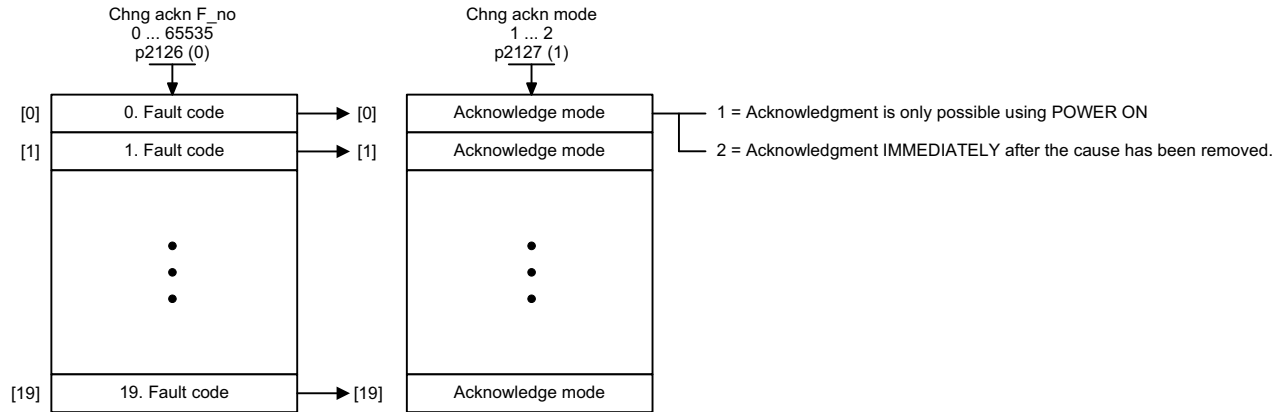 Chng ackn F_no
0 ... 65535
p2126 (0)
Chng ackn mode
1 ... 2
p2127 (1)
[0] 0. Fault code [0] Acknowledge mode 1 = Acknowledgment is only possible using POWER ON
[1] 1. Fault code [1] Acknowledge mode 2 = Acknowledgment IMMEDIATELY after the cause has been removed.
[19] 19. Fault code [19] Acknowledge mode